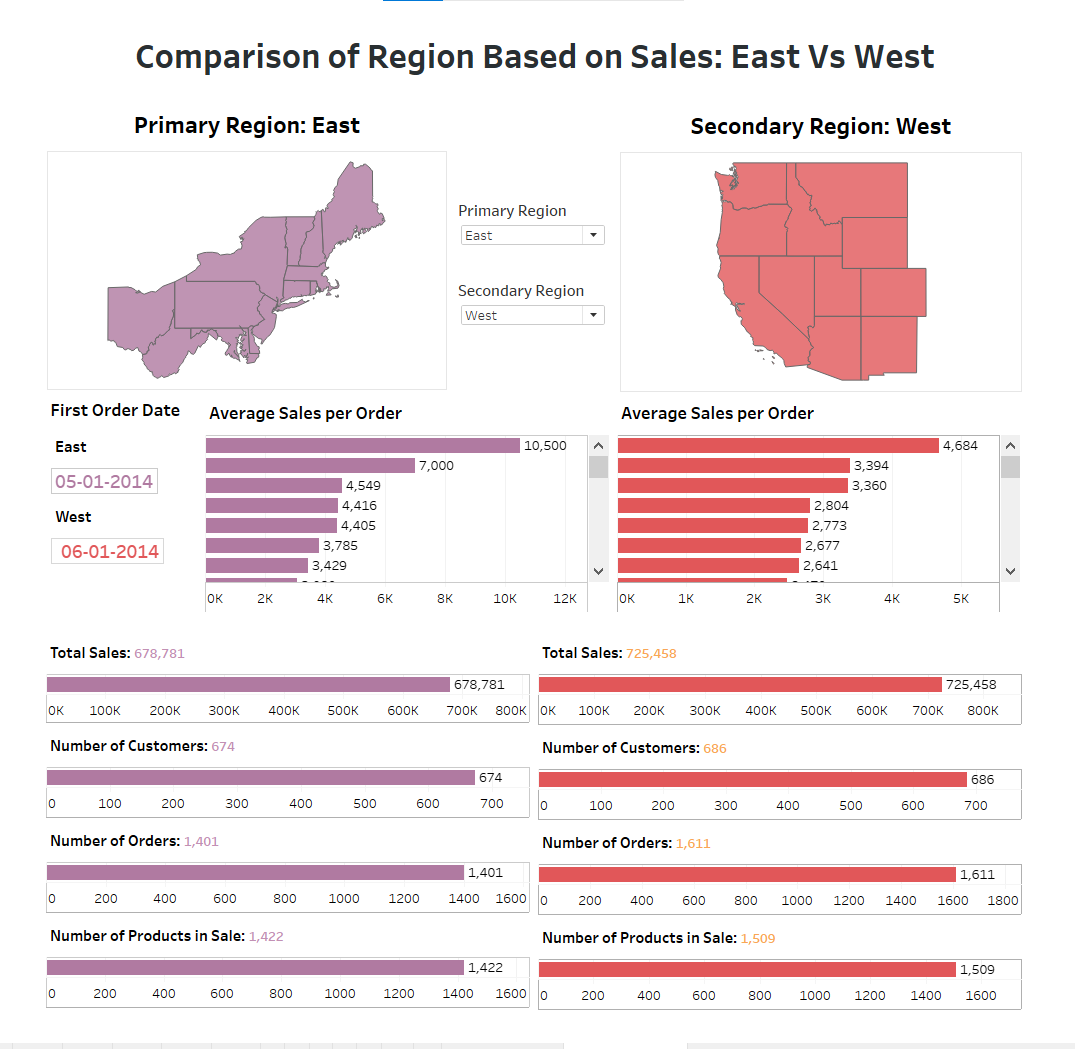 Comparison of Region Based on Sales: East Vs West
Primary Region: East
Secondary Region: West
Primary Region
East
Secondary Region
West
First Order Date
East
05-01-2014
West
06-01-2014
Average Sales per Order
10,500
7,000
4,549
4,416
4,405
3,785
3,429
0K 2K 4K 6K 8K 10K 12K
Average Sales per Order
4,684
3,394
3,360
2,804
2,773
2,677
2,641
0K 1K 2K 3K 4K 5K
Total Sales: 678,781
678,781
0K 100K 200K 300K 400K 500K 600K 700K 800K
Number of Customers: 674
674
0 100 200 300 400 500 600 700
Number of Orders: 1,401
1,401
0 200 400 600 800 1000 1200 1400 1600
Number of Products in Sale: 1,422
1,422
0 200 400 600 800 1000 1200 1400 1600
Total Sales: 725,458
725,458
0K 100K 200K 300K 400K 500K 600K 700K 800K
Number of Customers: 686
686
0 100 200 300 400 500 600 700
Number of Orders: 1,611
1,611
0 200 400 600 800 1000 1200 1400 1600 1800
Number of Products in Sale: 1,509
1,509
0 200 400 600 800 1000 1200 1400 1600